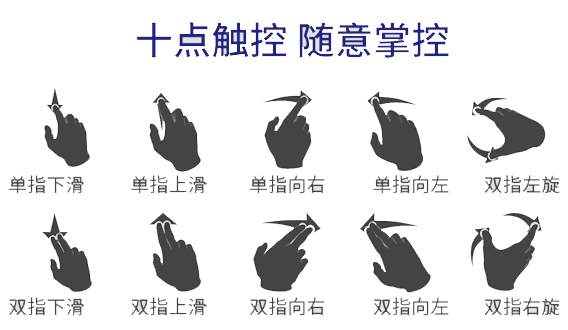 十点触控 随意掌控
单指下滑 单指上滑 单指向右 单指向左 双指左旋
双指下滑 双指上滑 双指向右 双指向左 双指右旋